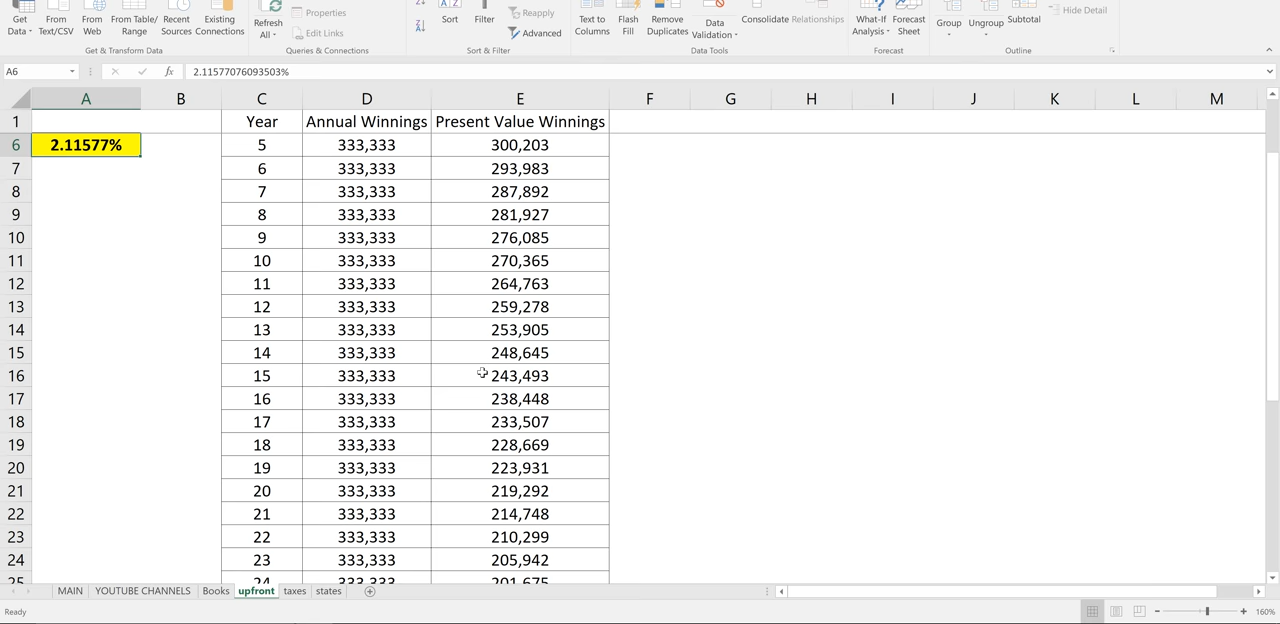 Get Data
From Text/CSV
From Web
From Table/ Range
Recent Sources
Existing Connections
Get & Transform Data
Refresh All
Properties
Edit Links
Queries & Connections
Sort
Filter
Reapply
Advanced
Sort & Filter
Text to Columns
Flash Fill
Remove Duplicates
Data Validation
Consolidate
Relationships
Data Tools
What-If Analysis
Forecast Sheet
Forecast
Group
Ungroup
Subtotal
Hide Detail
Outline
A6
fx
2.11577076093503%
A B C D E F G H I J K L M
1 Year Annual Winnings Present Value Winnings
6 2.11577% 5 333,333 300,203
7 6 333,333 293,983
8 7 333,333 287,892
9 8 333,333 281,927
10 9 333,333 276,085
11 10 333,333 270,365
12 11 333,333 264,763
13 12 333,333 259,278
14 13 333,333 253,905
15 14 333,333 248,645
16 15 333,333 243,493
17 16 333,333 238,448
18 17 333,333 233,507
19 18 333,333 228,669
20 19 333,333 223,931
21 20 333,333 219,292
22 21 333,333 214,748
23 22 333,333 210,299
24 23 333,333 205,942
25 24 333,333 201,675
MAIN YOUTUBE CHANNELS Books upfront taxes states
Ready
160%